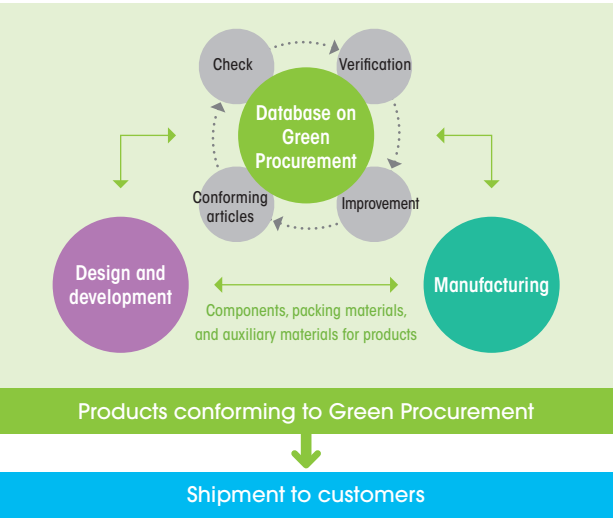 Check
Verification
Database on
Green
Procurement
Conforming
articles
Improvement
Design and
development
Manufacturing
Components, packing materials,
and auxiliary materials for products
Products conforming to Green Procurement
Shipment to customers